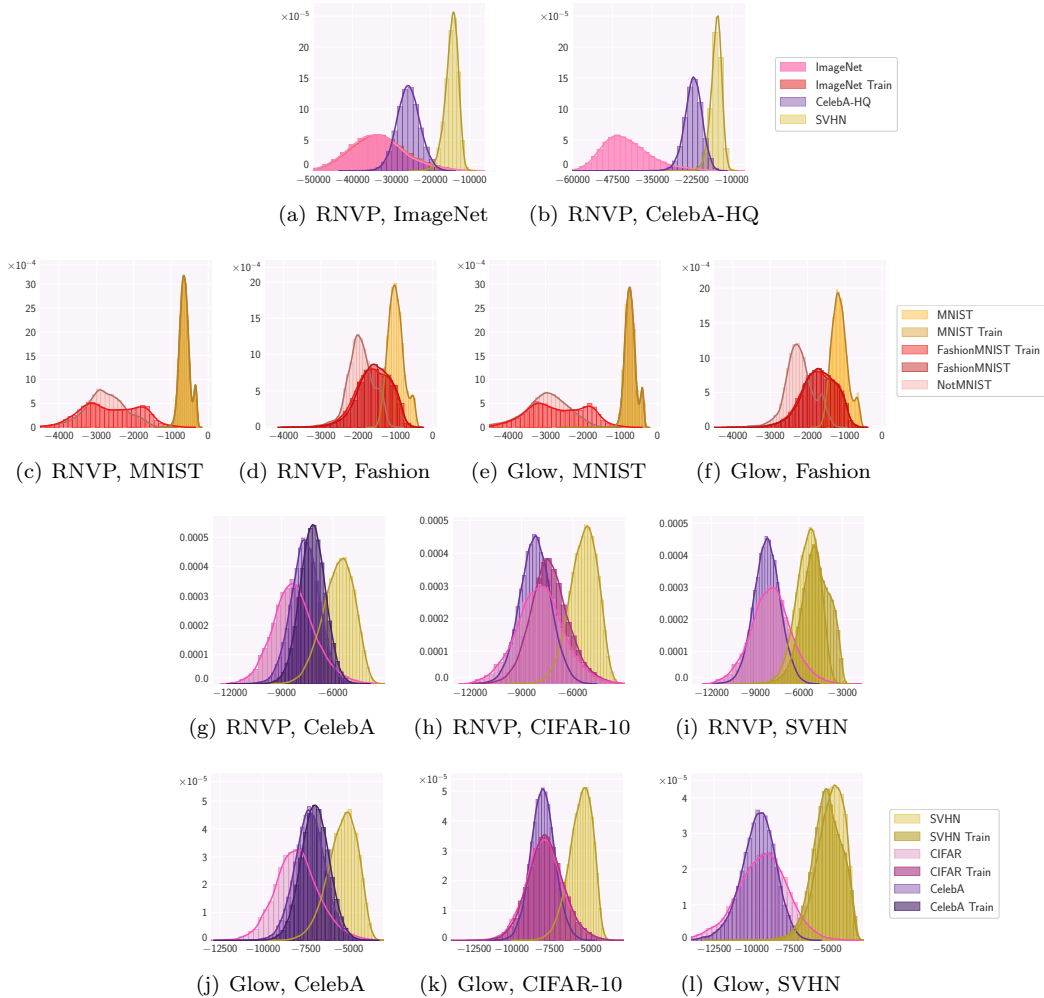 ×10⁻⁵ ×10⁻⁵
25 25
20 20
15 15
10 10
5 5
0 0
−50000 −40000 −30000 −20000 −10000 −60000 −47500 −35000 −22500 −10000
ImageNet
ImageNet Train
CelebA-HQ
SVHN
(a) RNVP, ImageNet (b) RNVP, CelebA-HQ
×10⁻⁴ ×10⁻⁴ ×10⁻⁴ ×10⁻⁴
30 25 20 15 10 5 0
−4000 −3000 −2000 −1000 0
20 15 10 5 0
−4000 −3000 −2000 −1000 0
30 25 20 15 10 5 0
−4000 −3000 −2000 −1000 0
20 15 10 5 0
−4000 −3000 −2000 −1000 0
MNIST
MNIST Train
FashionMNIST Train
FashionMNIST
NotMNIST
(c) RNVP, MNIST (d) RNVP, Fashion (e) Glow, MNIST (f) Glow, Fashion
0.0005 0.0005 0.0005
0.0004 0.0004 0.0004
0.0003 0.0003 0.0003
0.0002 0.0002 0.0002
0.0001 0.0001 0.0001
0.0 0.0 0.0
−12000 −9000 −6000 −12000 −9000 −6000 −12000 −9000 −6000 −3000
(g) RNVP, CelebA (h) RNVP, CIFAR-10 (i) RNVP, SVHN
×10⁻⁵ ×10⁻⁵ ×10⁻⁵
5 4 3 2 1 0
−12500 −10000 −7500 −5000
5 4 3 2 1 0
−12500 −10000 −7500 −5000
4 3 2 1 0
−12500 −10000 −7500 −5000
SVHN
SVHN Train
CIFAR
CIFAR Train
CelebA
CelebA Train
(j) Glow, CelebA (k) Glow, CIFAR-10 (l) Glow, SVHN